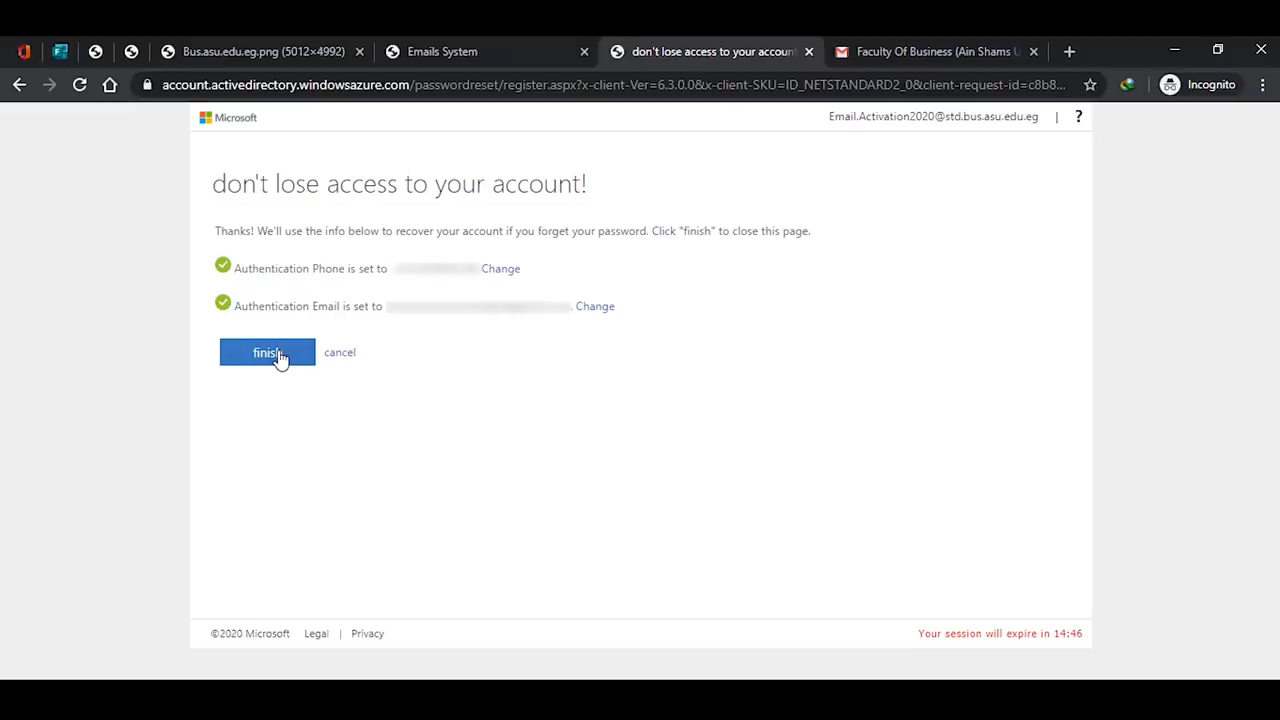 Bus.asu.edu.eg.png (5012×4992)
Emails System
don't lose access to your accoun
Faculty Of Business (Ain Shams U
account.activedirectory.windowsazure.com/passwordreset/register.aspx?x-client-Ver=6.3.0.0&x-client-SKU=ID_NETSTANDARD2_0&client-request-id=c8b8...
Incognito
Microsoft
Email.Activation2020@std.bus.asu.edu.eg | ?
don't lose access to your account!
Thanks! We'll use the info below to recover your account if you forget your password. Click "finish" to close this page.
Authentication Phone is set to Change
Authentication Email is set to . Change
finish cancel
©2020 Microsoft Legal | Privacy
Your session will expire in 14:46